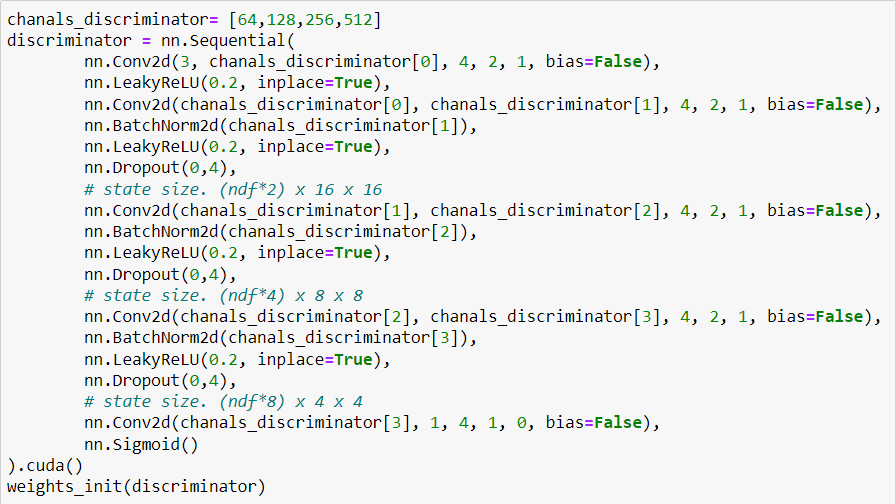 chanals_discriminator= [64,128,256,512]
discriminator = nn.Sequential(
        nn.Conv2d(3, chanals_discriminator[0], 4, 2, 1, bias=False),
        nn.LeakyReLU(0.2, inplace=True),
        nn.Conv2d(chanals_discriminator[0], chanals_discriminator[1], 4, 2, 1, bias=False),
        nn.BatchNorm2d(chanals_discriminator[1]),
        nn.LeakyReLU(0.2, inplace=True),
        nn.Dropout(0,4),
        # state size. (ndf*2) x 16 x 16
        nn.Conv2d(chanals_discriminator[1], chanals_discriminator[2], 4, 2, 1, bias=False),
        nn.BatchNorm2d(chanals_discriminator[2]),
        nn.LeakyReLU(0.2, inplace=True),
        nn.Dropout(0,4),
        # state size. (ndf*4) x 8 x 8
        nn.Conv2d(chanals_discriminator[2], chanals_discriminator[3], 4, 2, 1, bias=False),
        nn.BatchNorm2d(chanals_discriminator[3]),
        nn.LeakyReLU(0.2, inplace=True),
        nn.Dropout(0,4),
        # state size. (ndf*8) x 4 x 4
        nn.Conv2d(chanals_discriminator[3], 1, 4, 1, 0, bias=False),
        nn.Sigmoid()
).cuda()
weights_init(discriminator)